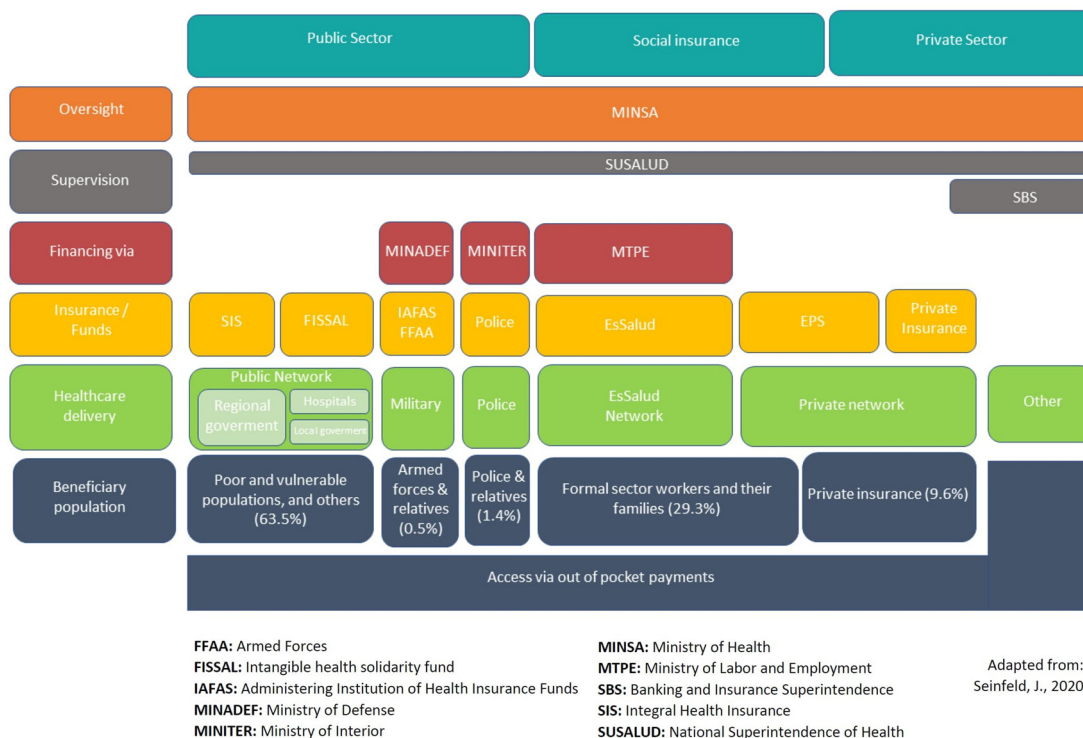 Public Sector
Social insurance
Private Sector
Oversight
MINSA
Supervision
SUSALUD
SBS
Financing via
MINADEF
MINITER
MTPE
Insurance /
Funds
SIS
FISSAL
IAFAS
FFAA
Police
EsSalud
EPS
Private
Insurance
Healthcare
delivery
Public Network
Regional
goverment
Hospitals
Local goverment
Military
Police
EsSalud
Network
Private network
Other
Beneficiary
population
Poor and vulnerable
populations, and others
(63.5%)
Armed
forces &
relatives
(0.5%)
Police &
relatives
(1.4%)
Formal sector workers and their
families (29.3%)
Private insurance (9.6%)
Access via out of pocket payments
FFAA: Armed Forces
FISSAL: Intangible health solidarity fund
IAFAS: Administering Institution of Health Insurance Funds
MINADEF: Ministry of Defense
MINITER: Ministry of Interior
MINSA: Ministry of Health
MTPE: Ministry of Labor and Employment
SBS: Banking and Insurance Superintendence
SIS: Integral Health Insurance
SUSALUD: National Superintendence of Health
Adapted from:
Seinfeld, J., 2020